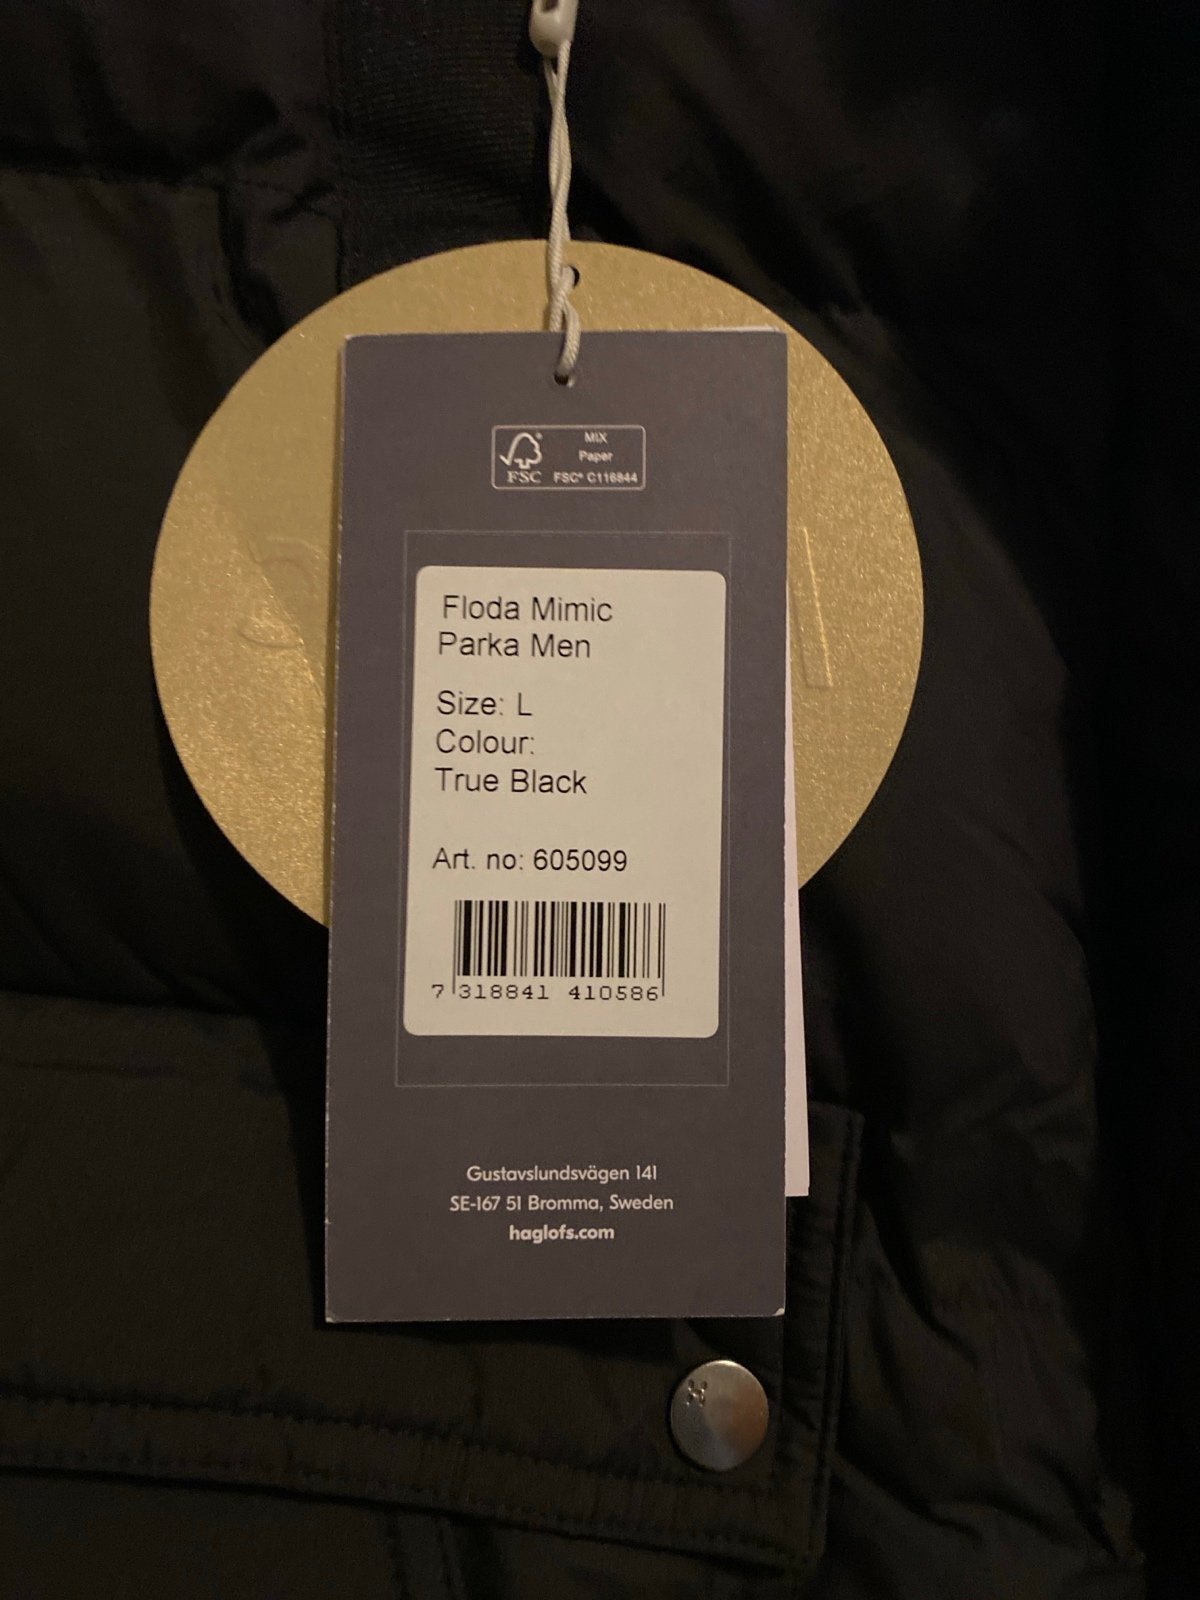 MIX
Paper
FSC FSC® C116844
Floda Mimic
Parka Men
Size: L
Colour:
True Black
Art. no: 605099
7 318841 410586
Gustavslundsvägen 141
SE-167 51 Bromma, Sweden
haglofs.com